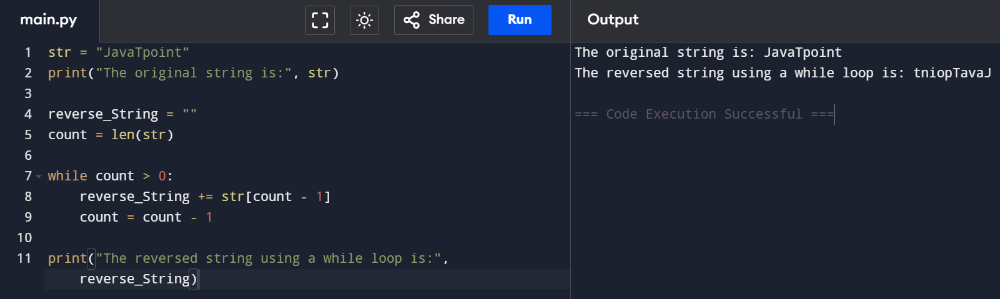 main.py
Share
Run
Output
1 str = "JavaTpoint"
2 print("The original string is:", str)
3
4 reverse_String = ""
5 count = len(str)
6
7 while count > 0:
8     reverse_String += str[count - 1]
9     count = count - 1
10
11 print("The reversed string using a while loop is:",
    reverse_String)
The original string is: JavaTpoint
The reversed string using a while loop is: tniopTavaJ
=== Code Execution Successful ===